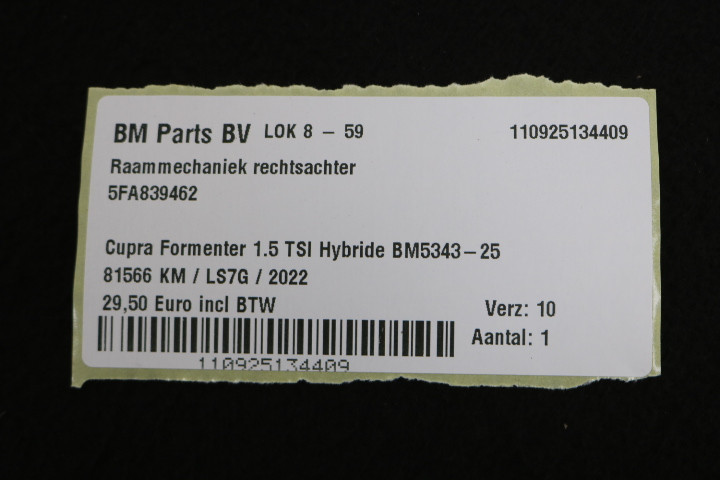 BM Parts BV LOK 8 - 59 110925134409
Raammechaniek rechtsachter
5FA839462
Cupra Formenter 1.5 TSI Hybride BM5343-25
81566 KM / LS7G / 2022
29,50 Euro incl BTW Verz: 10
Aantal: 1
110925134409